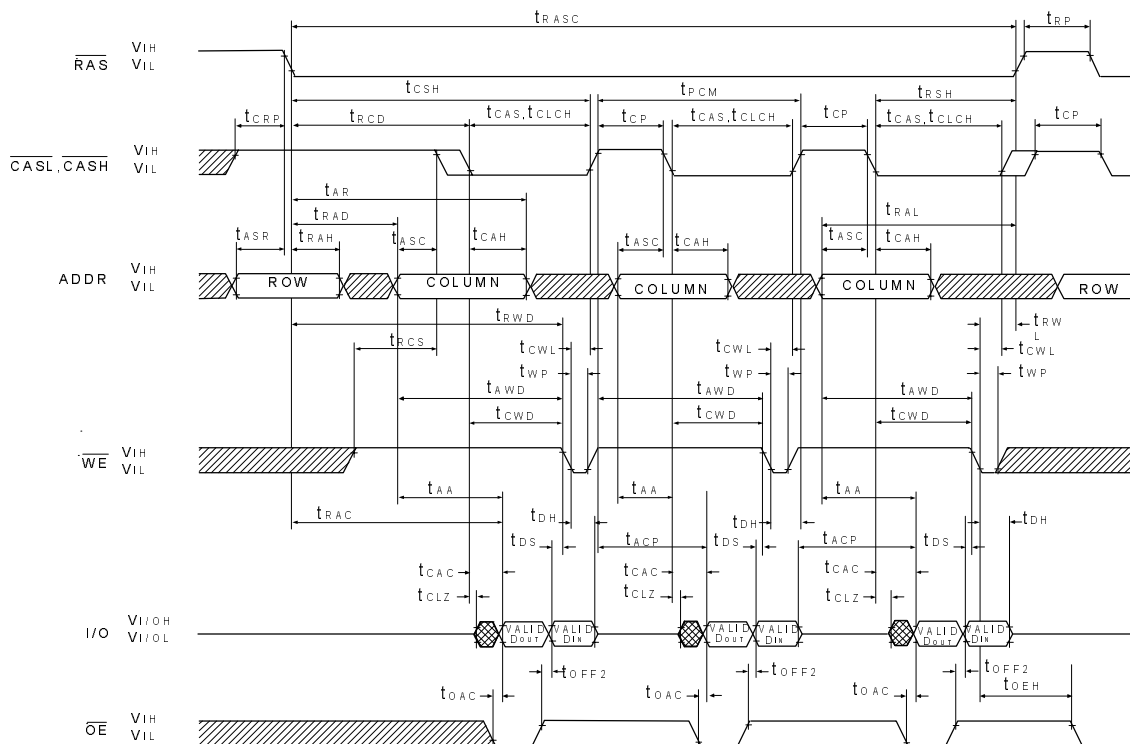 tRASC
tRP
RAS VIH
VIL
tCSH
tPCM
tRSH
tCRP
tRCD
tCAS,tCLCH
tCP
tCAS,tCLCH
tCP
tCAS,tCLCH
tCP
CASL,CASH VIH
VIL
tAR
tRAD
tRAL
tASR
tRAH
tASC
tCAH
tASC
tCAH
tASC
tCAH
ADDR VIH
VIL
ROW
COLUMN
COLUMN
COLUMN
ROW
tRWD
tRWL
tRCS
tCWL
tCWL
tCWL
tWP
tWP
tWP
tAWD
tAWD
tAWD
tCWD
tCWD
tCWD
WE VIH
VIL
tAA
tAA
tAA
tRAC
tDH
tDH
tDH
tDS
tACP
tDS
tACP
tDS
tCAC
tCAC
tCAC
tCLZ
tCLZ
tCLZ
I/O VI/OH
VI/OL
VALID DOUT
VALID DIN
VALID DOUT
VALID DIN
VALID DOUT
VALID DIN
tOFF2
tOFF2
tOFF2
tOAC
tOAC
tOAC
tOEH
OE VIH
VIL